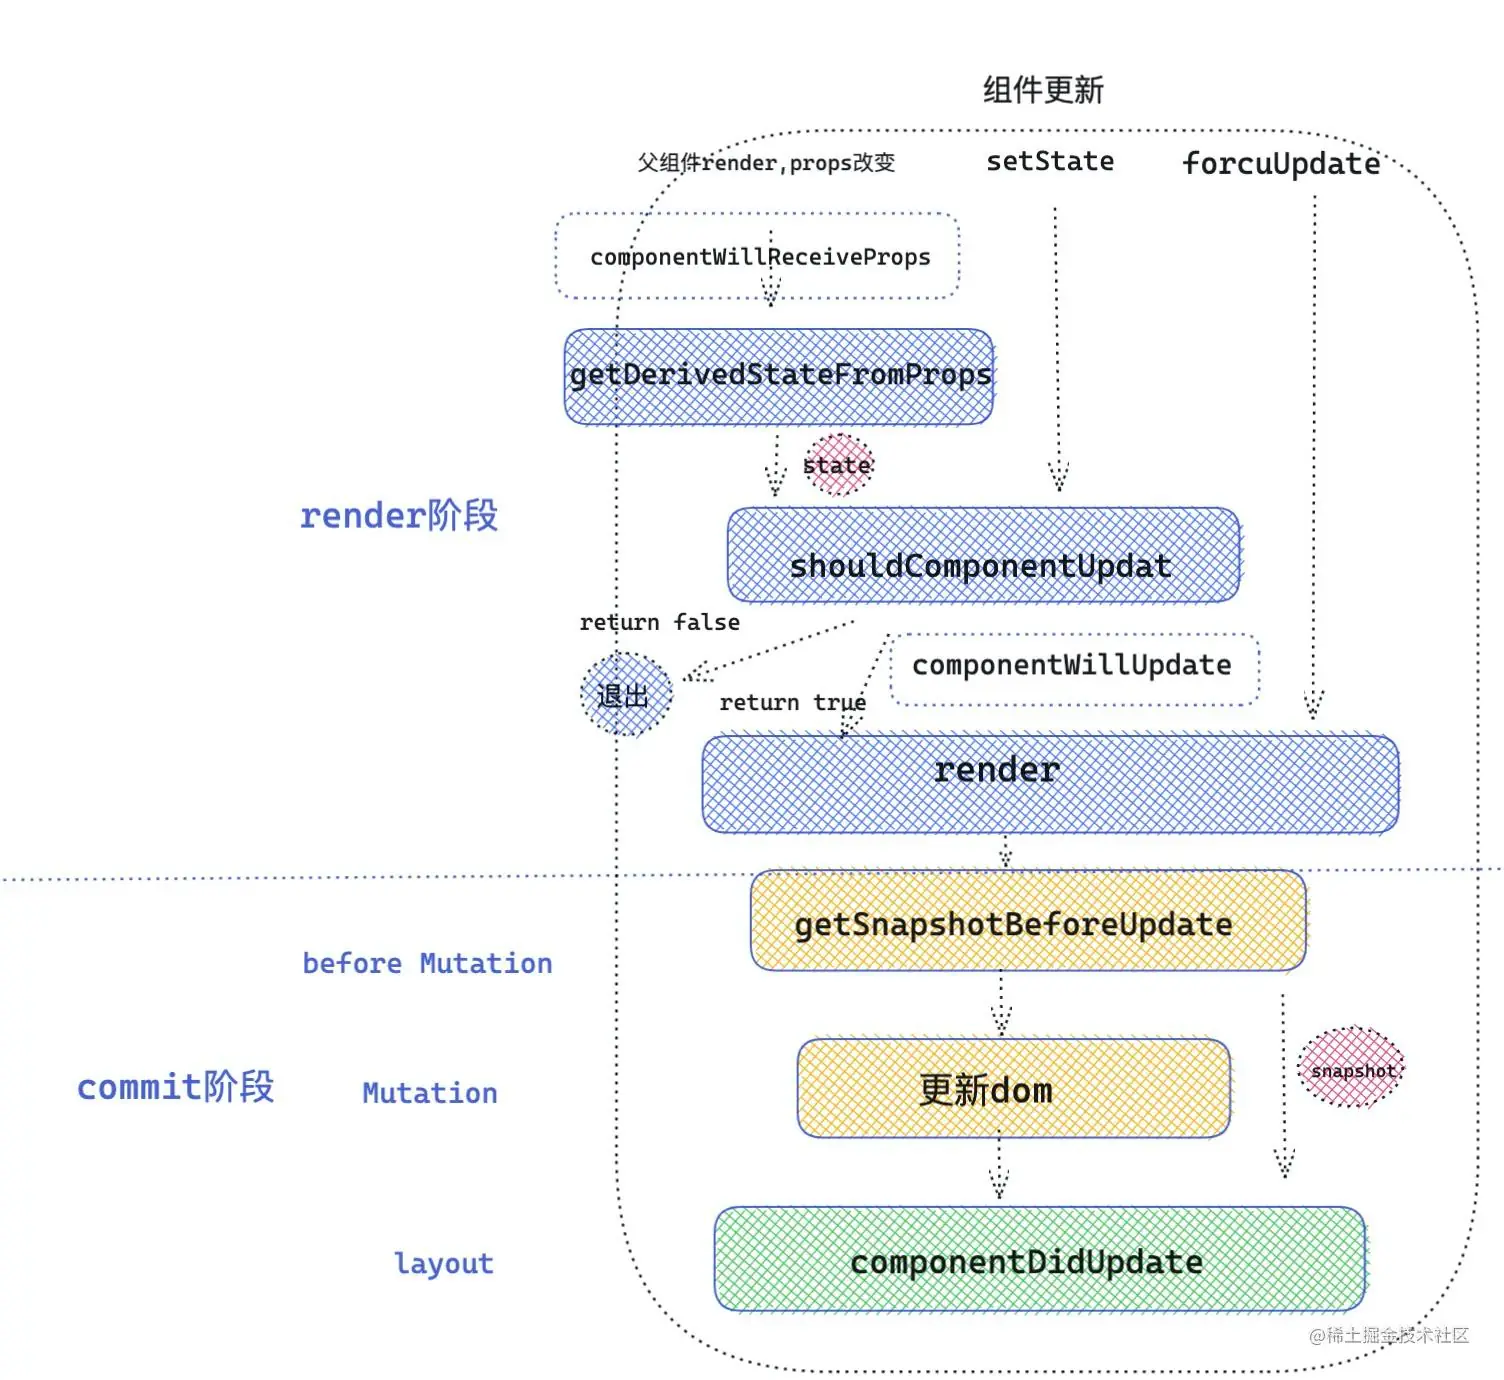 组件更新
父组件render,props改变
setState
forcuUpdate
componentWillReceiveProps
getDerivedStateFromProps
state
render阶段
shouldComponentUpdat
return false
componentWillUpdate
退出
return true
render
getSnapshotBeforeUpdate
before Mutation
snapshot
commit阶段
Mutation
更新dom
layout
componentDidUpdate
@稀土掘金技术社区